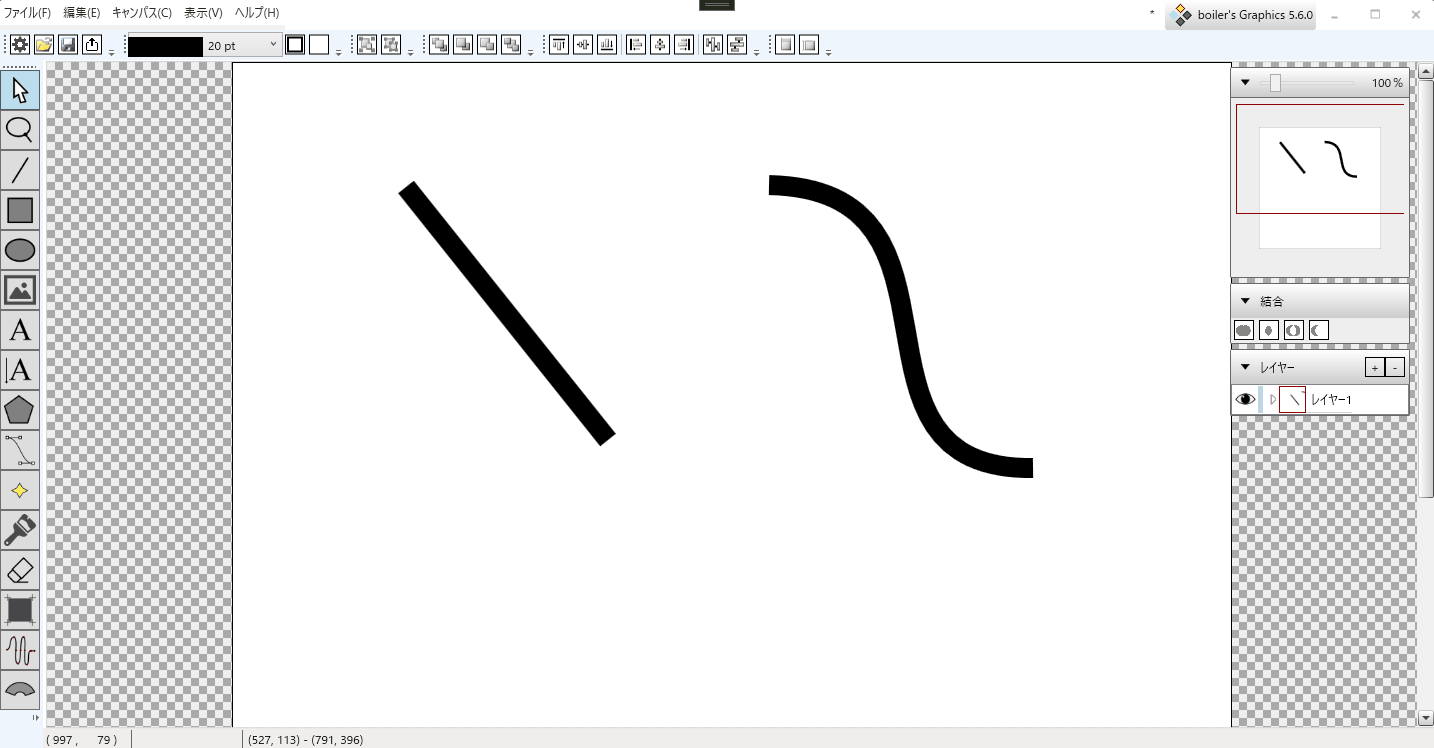 ファイル(F) 編集(E) キャンパス(C) 表示(V) ヘルプ(H)
* boiler's Graphics 5.6.0
20 pt
100 %
結合
レイヤー + -
レイヤー1
A
A
( 997 , 79 ) (527, 113) - (791, 396)